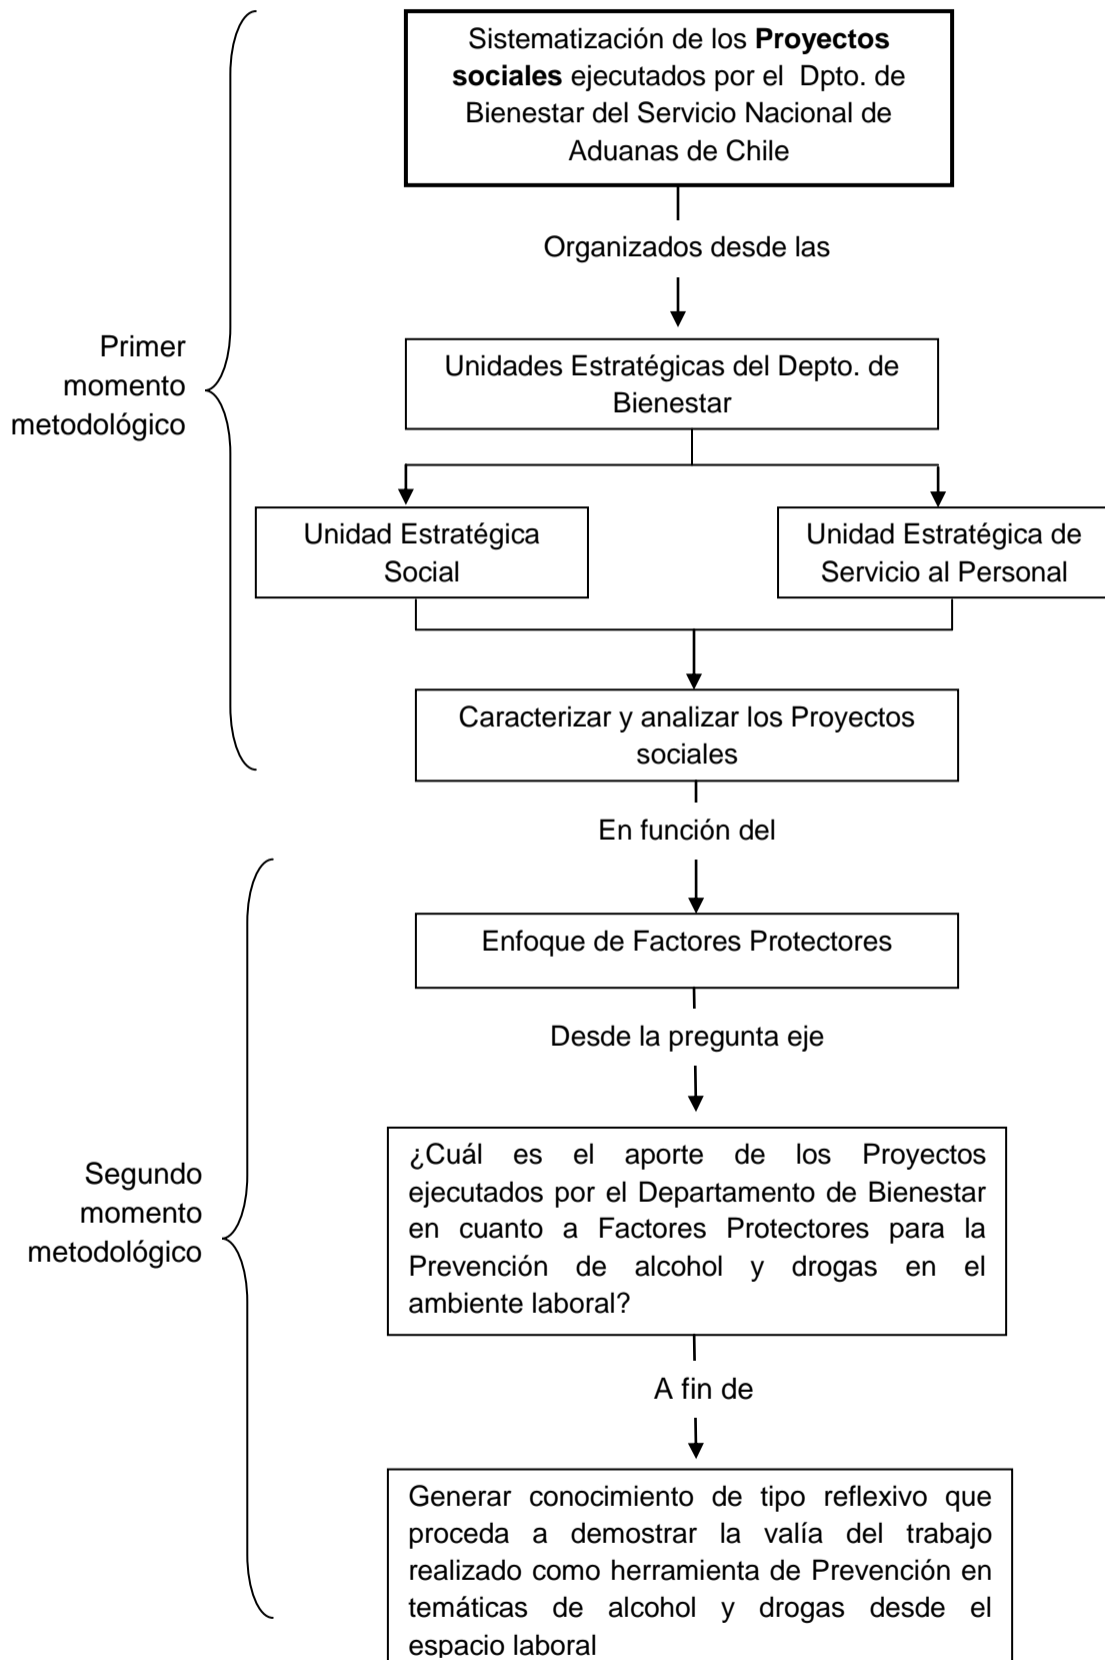 Sistematización de los Proyectos
sociales ejecutados por el Dpto. de
Bienestar del Servicio Nacional de
Aduanas de Chile
Organizados desde las
Primer
momento
metodológico
Unidades Estratégicas del Depto. de
Bienestar
Unidad Estratégica
Social
Unidad Estratégica de
Servicio al Personal
Caracterizar y analizar los Proyectos
sociales
En función del
Enfoque de Factores Protectores
Desde la pregunta eje
Segundo
momento
metodológico
¿Cuál es el aporte de los Proyectos
ejecutados por el Departamento de Bienestar
en cuanto a Factores Protectores para la
Prevención de alcohol y drogas en el
ambiente laboral?
A fin de
Generar conocimiento de tipo reflexivo que
proceda a demostrar la valía del trabajo
realizado como herramienta de Prevención en
temáticas de alcohol y drogas desde el
espacio laboral